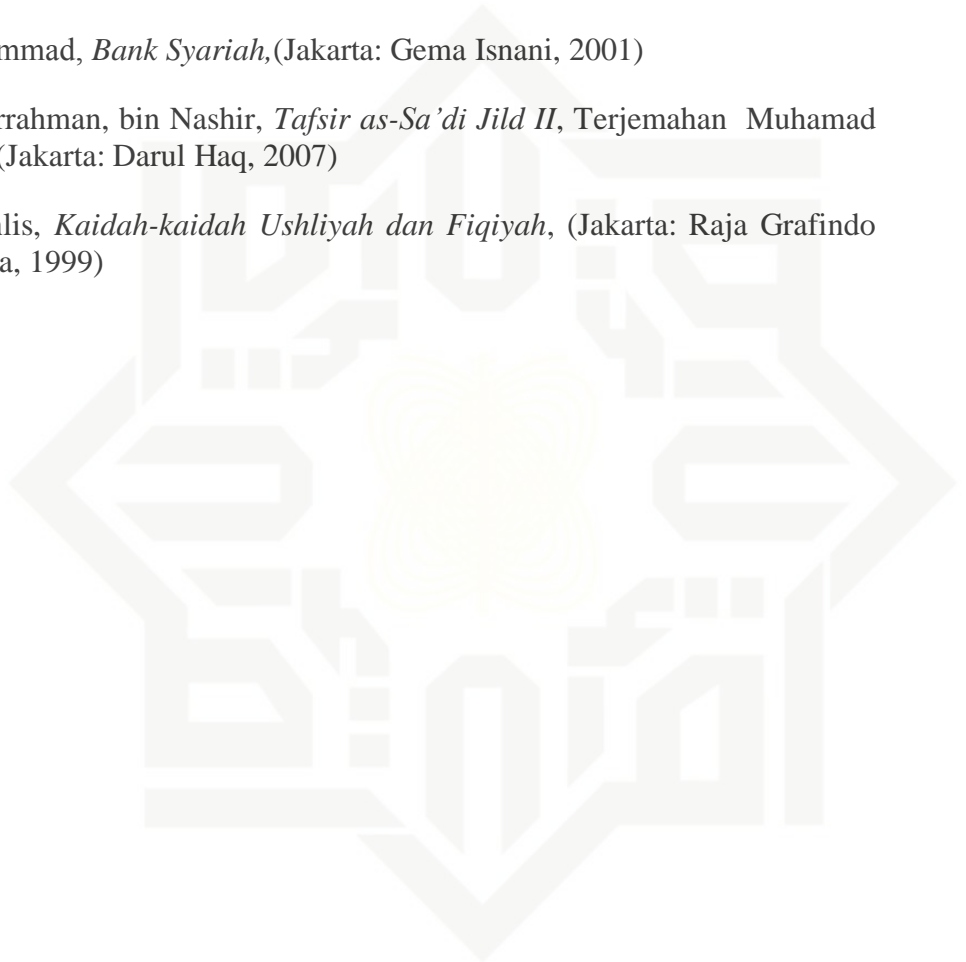 mmad, Bank Syariah,(Jakarta: Gema Isnani, 2001)
rrahman, bin Nashir, Tafsir as-Sa’di Jild II, Terjemahan Muhamad
(Jakarta: Darul Haq, 2007)
lis, Kaidah-kaidah Ushliyah dan Fiqiyah, (Jakarta: Raja Grafindo
a, 1999)